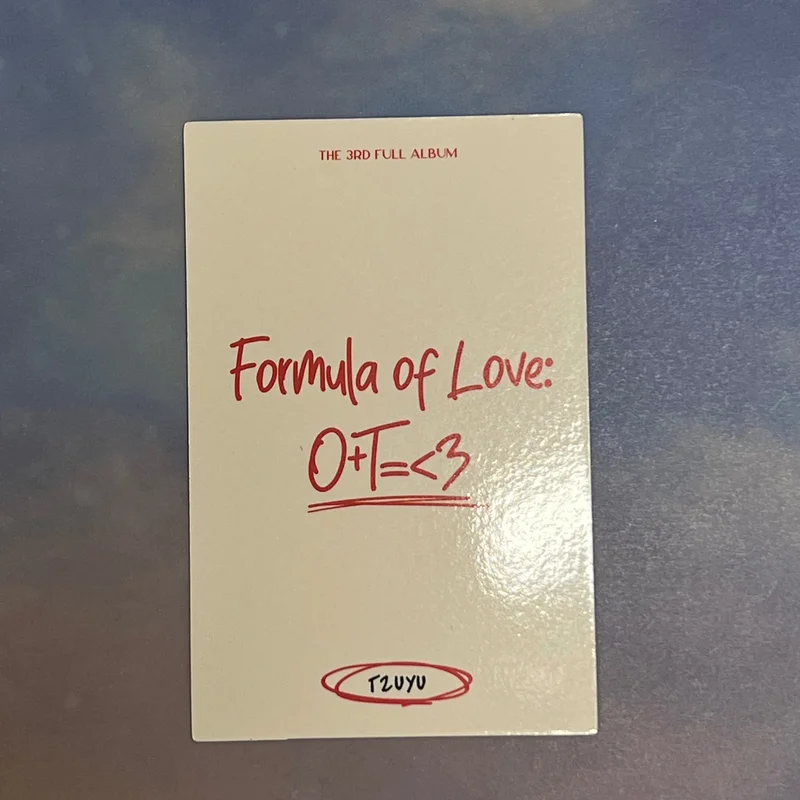 THE 3RD FULL ALBUM
Formula of Love:
O+T=<3
TZUYU